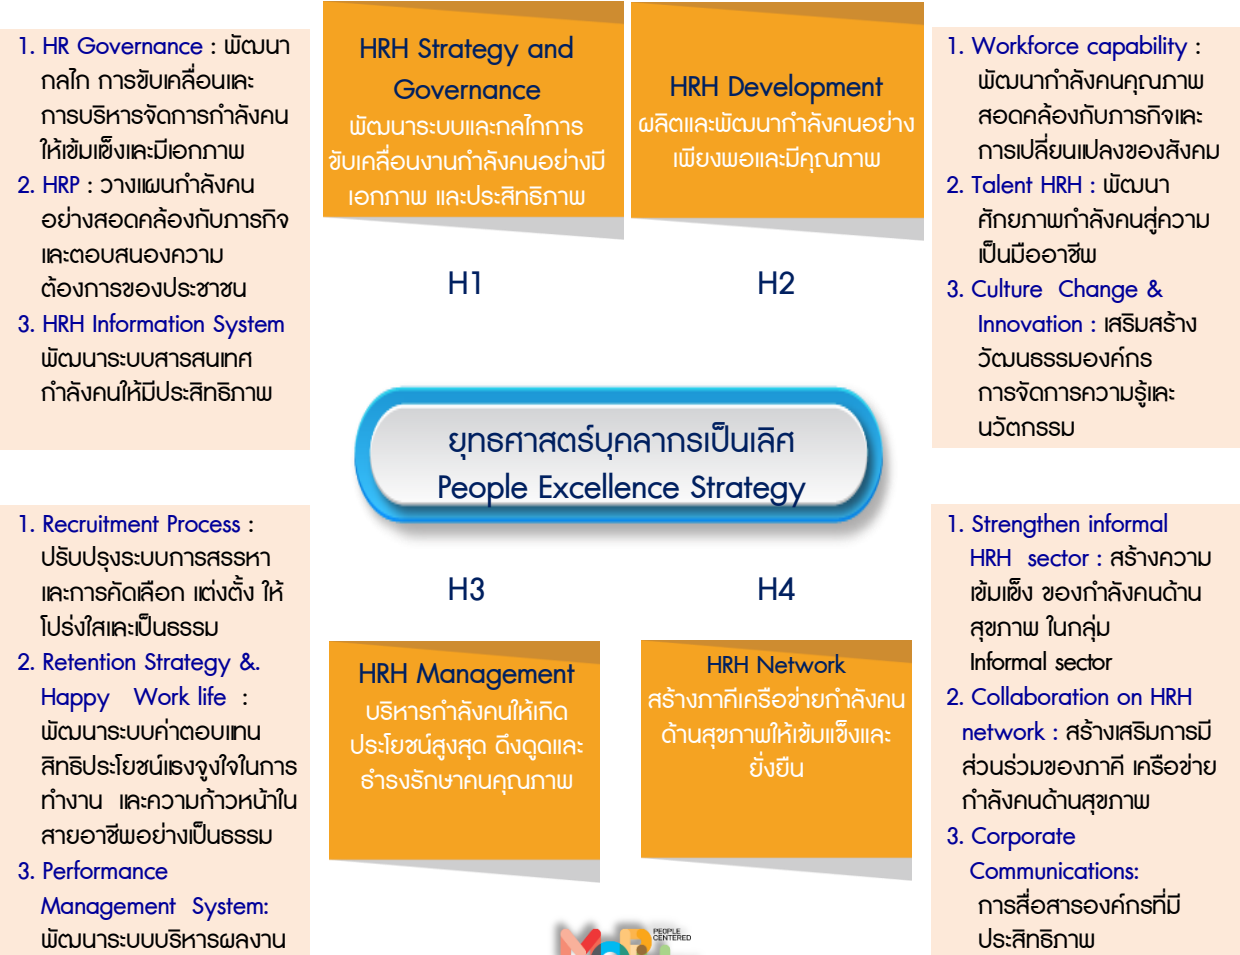 1. HR Governance : พัฒนา
กลไก การขับเคลื่อนและ
การบริหารจัดการกำลังคน
ให้เข้มแข็งและมีเอกภาพ
2. HRP : วางแผนกำลังคน
อย่างสอดคล้องกับภารกิจ
และตอบสนองความ
ต้องการของประชาชน
3. HRH Information System
พัฒนาระบบสารสนเทศ
กำลังคนให้มีประสิทธิภาพ
HRH Strategy and
Governance
พัฒนาระบบและกลไกการ
ขับเคลื่อนงานกำลังคนอย่างมี
เอกภาพ และประสิทธิภาพ
H1
HRH Development
ผลิตและพัฒนากำลังคนอย่าง
เพียงพอและมีคุณภาพ
H2
1. Workforce capability :
พัฒนากำลังคนคุณภาพ
สอดคล้องกับภารกิจและ
การเปลี่ยนแปลงของสังคม
2. Talent HRH : พัฒนา
ศักยภาพกำลังคนสู่ความ
เป็นมืออาชีพ
3. Culture Change &
Innovation : เสริมสร้าง
วัฒนธรรมองค์กร
การจัดการความรู้และ
นวัตกรรม
ยุทธศาสตร์บุคลากรเป็นเลิศ
People Excellence Strategy
1. Recruitment Process :
ปรับปรุงระบบการสรรหา
และการคัดเลือก แต่งตั้ง ให้
โปร่งใสและเป็นธรรม
2. Retention Strategy &.
Happy Work life :
พัฒนาระบบค่าตอบแทน
สิทธิประโยชน์แรงจูงใจในการ
ทำงาน และความก้าวหน้าใน
สายอาชีพอย่างเป็นธรรม
3. Performance
Management System:
พัฒนาระบบบริหารผลงาน
H3
HRH Management
บริหารกำลังคนให้เกิด
ประโยชน์สูงสุด ดึงดูดและ
ธำรงรักษาคนคุณภาพ
H4
HRH Network
สร้างภาคีเครือข่ายกำลังคน
ด้านสุขภาพให้เข้มแข็งและ
ยั่งยืน
1. Strengthen informal
HRH sector : สร้างความ
เข้มแข็ง ของกำลังคนด้าน
สุขภาพ ในกลุ่ม
Informal sector
2. Collaboration on HRH
network : สร้างเสริมการมี
ส่วนร่วมของภาคี เครือข่าย
กำลังคนด้านสุขภาพ
3. Corporate
Communications:
การสื่อสารองค์กรที่มี
ประสิทธิภาพ
PEOPLE
CENTERED